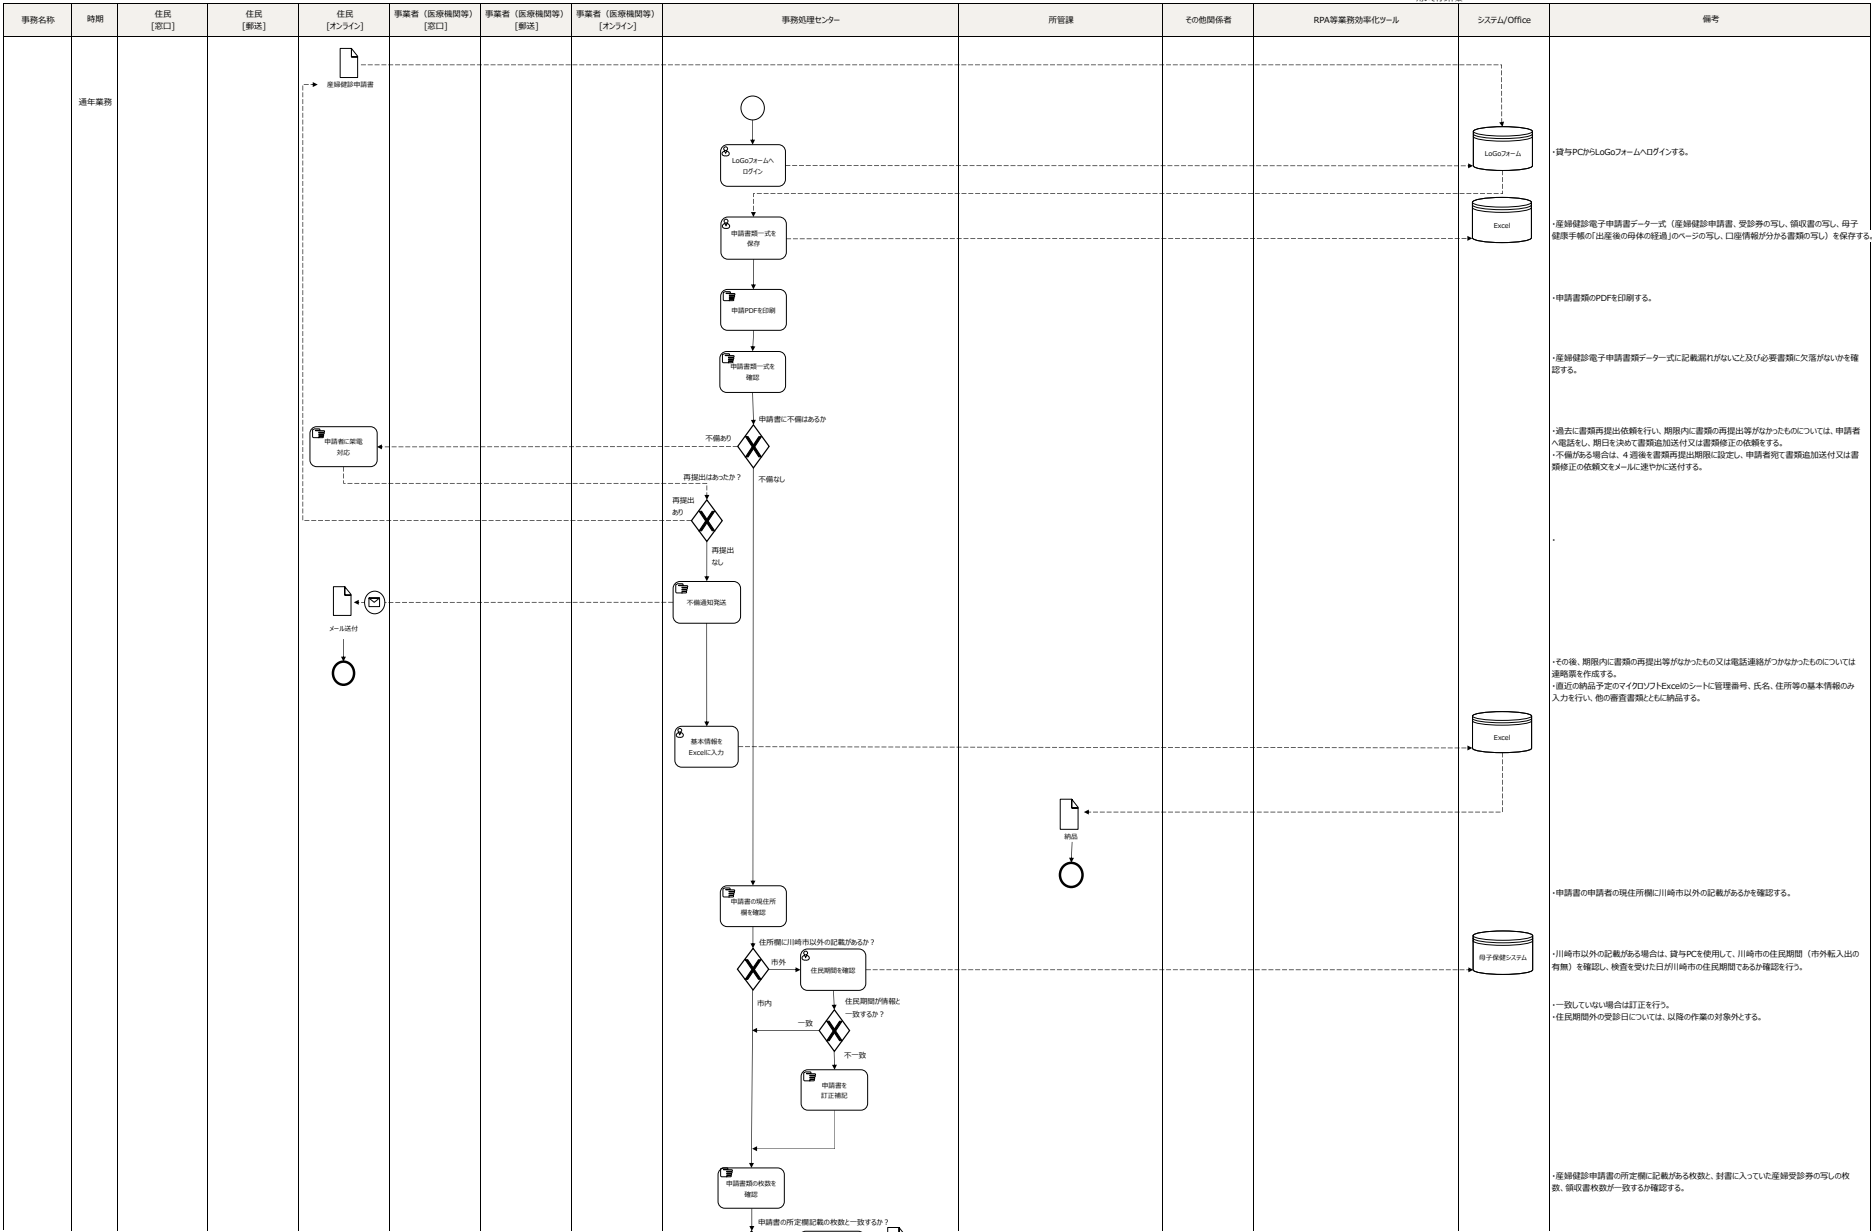 事務名称
時期
住民
[窓口]
住民
[郵送]
住民
[オンライン]
事業者（医療機関等）
[窓口]
事業者（医療機関等）
[郵送]
事業者（医療機関等）
[オンライン]
事務処理センター
所管課
その他関係者
RPA等業務効率化ツール
システム/Office
備考
産婦健診申請書
通年業務
LoGoフォームへ
ログイン
LoGoフォーム
・貸与PCからLoGoフォームへログインする。
申請書類一式を
保存
Excel
・産婦健診電子申請書データ一式（産婦健診申請書、受診券の写し、領収書の写し、母子
健康手帳の「出産後の母体の経過」のページの写し、口座情報が分かる書類の写し）を保存する。
申請PDFを印刷
・申請書類のPDFを印刷する。
申請書類一式を
確認
・産婦健診電子申請書類データ一式に記載漏れがないこと及び必要書類に欠落がないかを確
認する。
申請書に不備はあるか
不備あり
申請者に架電
対応
不備なし
・過去に書類再提出依頼を行い、期限内に書類の再提出等がなかったものについては、申請者
へ電話をし、期日を決めて書類追加送付又は書類修正の依頼をする。
・不備がある場合は、４週後を書類再提出期限に設定し、申請者宛て書類追加送付又は書
類修正の依頼文をメールに速やかに送付する。
再提出はあったか？
再提出
あり
再提出
なし
・
不備通知発送
メール送付
・その後、期限内に書類の再提出等がなかったもの又は電話連絡がつかなかったものについては
連絡票を作成する。
・直近の納品予定のマイクロソフトExcelのシートに管理番号、氏名、住所等の基本情報のみ
入力を行い、他の審査書類とともに納品する。
基本情報を
Excelに入力
Excel
納品
申請書の現住所
欄を確認
・申請書の申請者の現住所欄に川崎市以外の記載があるかを確認する。
住所欄に川崎市以外の記載があるか？
市外
住民期間を確認
母子保健システム
・川崎市以外の記載がある場合は、貸与PCを使用して、川崎市の住民期間（市外転入出の
有無）を確認し、検査を受けた日が川崎市の住民期間であるか確認を行う。
市内
住民期間が情報と
一致するか？
一致
・一致していない場合は訂正を行う。
・住民期間外の受診日については、以降の作業の対象外とする。
不一致
申請書を
訂正補記
申請書類の枚数を
確認
・産婦健診申請書の所定欄に記載がある枚数と、封書に入っていた産婦受診券の写しの枚
数、領収書枚数が一致するか確認する。
申請書の所定欄記載の枚数と一致するか？